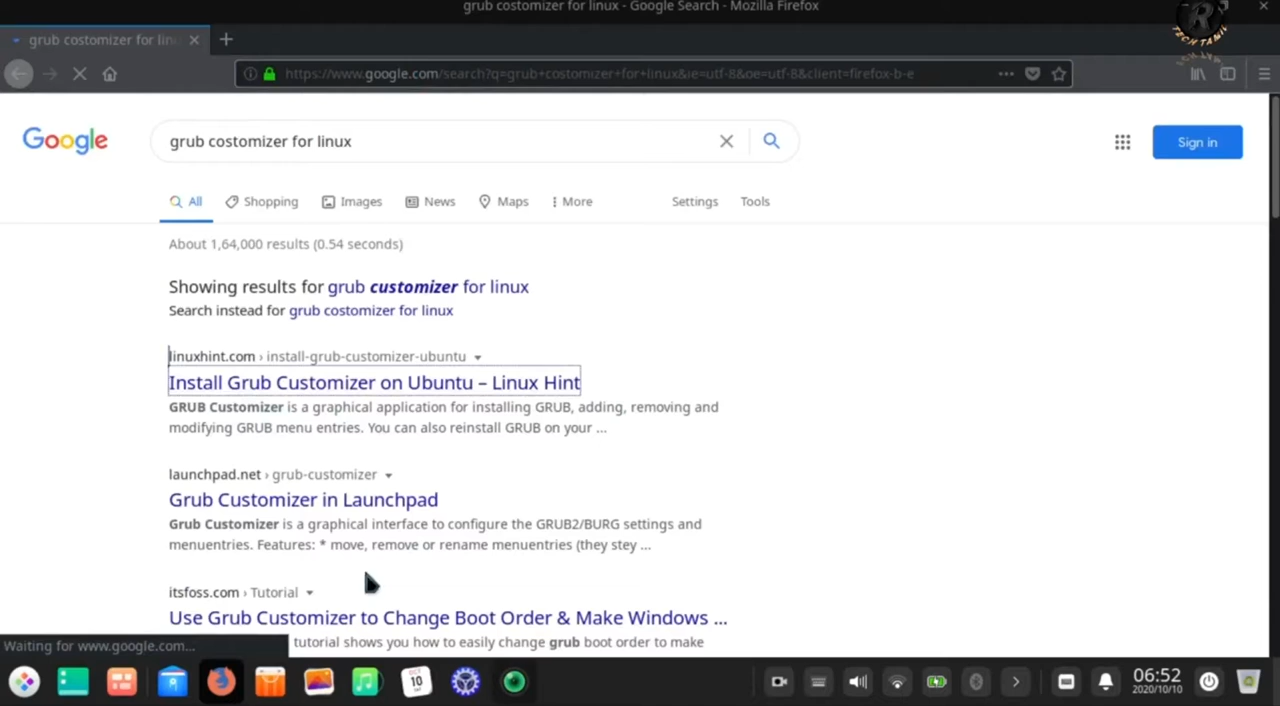 grub costomizer for linux - Google Search - Mozilla Firefox
R
TECH TAMIL
grub costomizer for lin
https://www.google.com/search?q=grub+costomizer+for+linux&ie=utf-8&oe=utf-8&client=firefox-b-e
Google
grub costomizer for linux
Sign in
All
Shopping
Images
News
Maps
More
Settings
Tools
About 1,64,000 results (0.54 seconds)
Showing results for grub customizer for linux
Search instead for grub costomizer for linux
linuxhint.com › install-grub-customizer-ubuntu
Install Grub Customizer on Ubuntu – Linux Hint
GRUB Customizer is a graphical application for installing GRUB, adding, removing and
modifying GRUB menu entries. You can also reinstall GRUB on your ...
launchpad.net › grub-customizer
Grub Customizer in Launchpad
Grub Customizer is a graphical interface to configure the GRUB2/BURG settings and
menuentries. Features: * move, remove or rename menuentries (they stey ...
itsfoss.com › Tutorial
Use Grub Customizer to Change Boot Order & Make Windows ...
Waiting for www.google.com...
tutorial shows you how to easily change grub boot order to make
OCT
10
06:52
2020/10/10